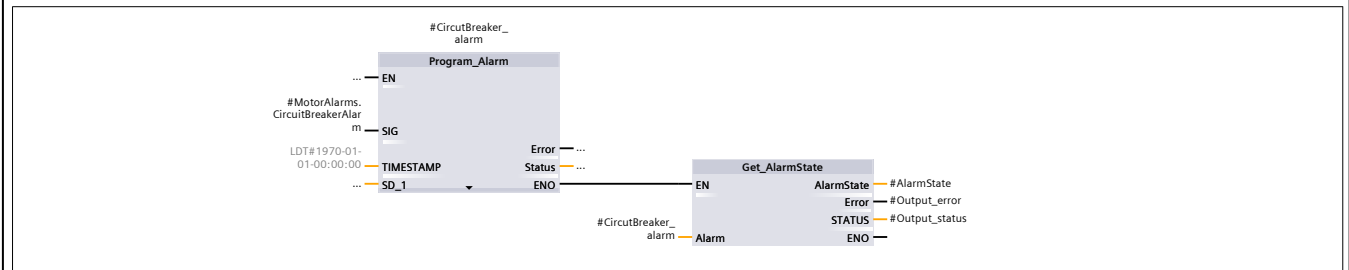 #CircutBreaker_
alarm
Program_Alarm
... EN
#MotorAlarms.
CircuitBreakerAlar
m SIG
LDT#1970-01-
01-00:00:00 TIMESTAMP
... SD_1
Error ...
Status ...
ENO
Get_AlarmState
EN
#CircutBreaker_
alarm Alarm
AlarmState #AlarmState
Error #Output_error
STATUS #Output_status
ENO